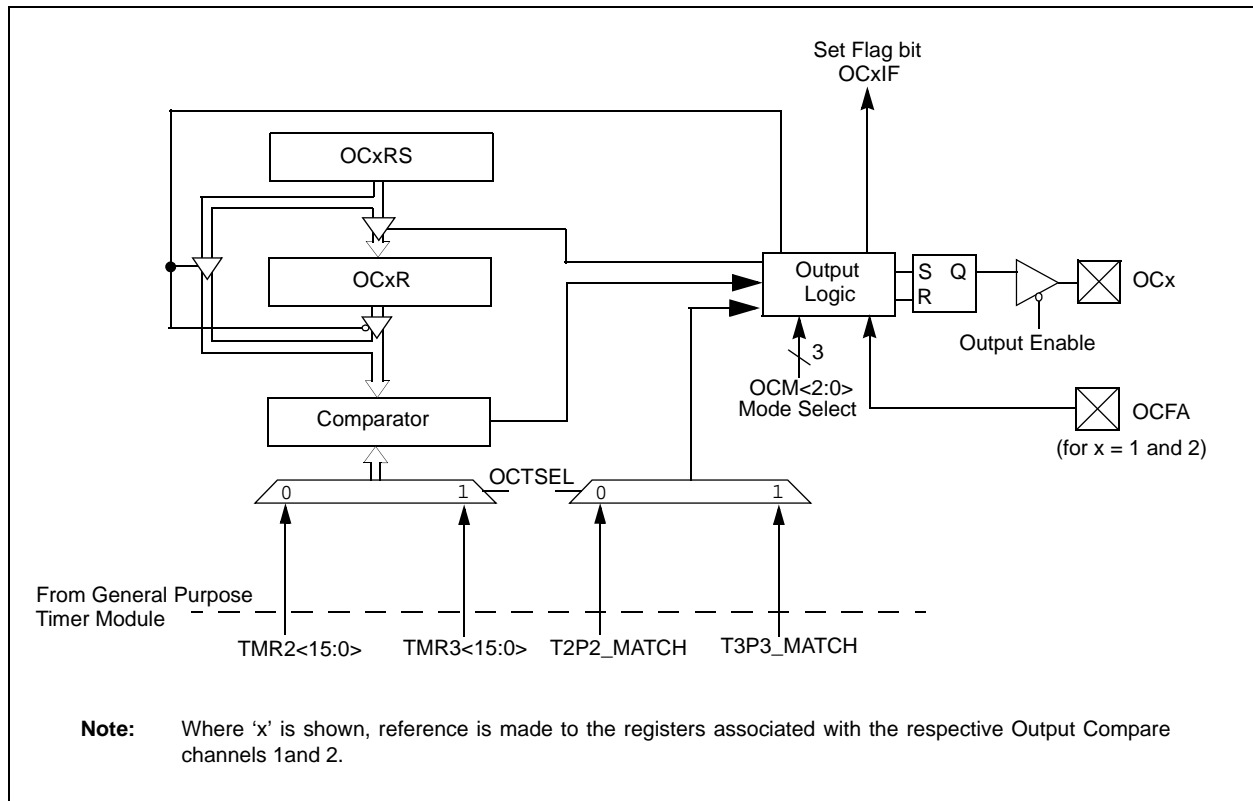 Set Flag bit
OCxIF
OCxRS
OCxR
Output
Logic
S Q
R
OCx
Output Enable
3
OCM<2:0>
Mode Select
OCFA
(for x = 1 and 2)
Comparator
OCTSEL
0 1
0 1
From General Purpose
Timer Module
TMR2<15:0> TMR3<15:0> T2P2_MATCH T3P3_MATCH
Note: Where ‘x’ is shown, reference is made to the registers associated with the respective Output Compare
channels 1and 2.